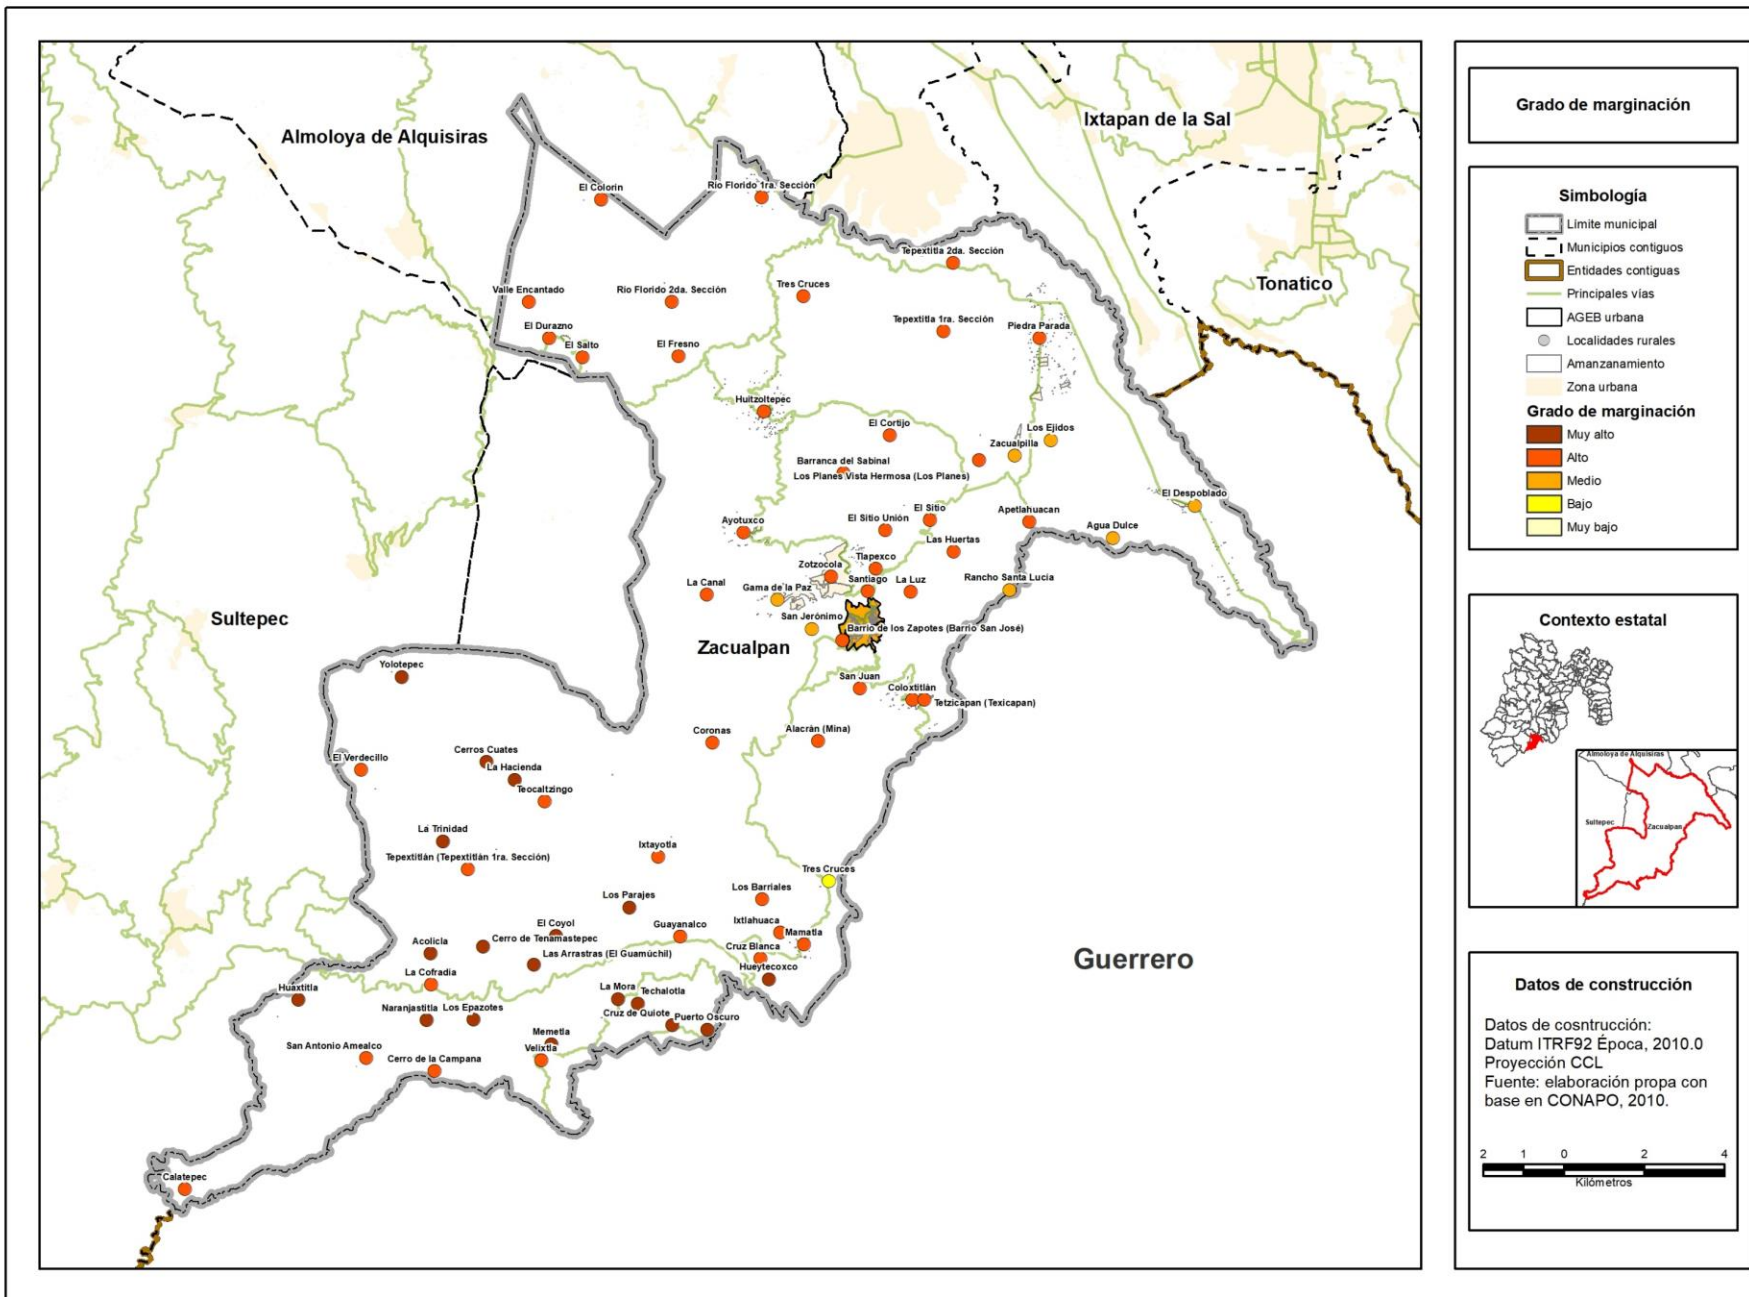 Almoloya de Alquisiras
Ixtapan de la Sal
El Colorin
Río Florido 1ra. Sección
Tepextitla 2da. Sección
Tonatico
Valle Encantado
Río Florido 2da. Sección
Tres Cruces
El Durazno
Tepextitla 1ra. Sección
Piedra Parada
El Salto
El Fresno
Huitzoltepec
El Cortijo
Los Ejidos
Zacualpilla
Barranca del Sabinal
Los Planes Vista Hermosa (Los Planes)
El Despoblado
Ayotuxco
El Sitio Unión
El Sitio
Apetlahuacan
Agua Dulce
Las Huertas
Tlapexco
Zotzocola
La Canal
Gama de la Paz
Santiago
La Luz
Rancho Santa Lucía
Sultepec
San Jerónimo
Barrio de los Zapotes (Barrio San José)
Zacualpan
Yolotepec
San Juan
Coloxtitlán
Tetzicapan (Texicapan)
Coronas
Alacrán (Mina)
El Verdecillo
Cerros Cuates
La Hacienda
Teocaltzingo
La Trinidad
Tepextitlán (Tepextitlán 1ra. Sección)
Ixtayotla
Tres Cruces
Los Parajes
Los Barriales
El Coyol
Guayanalco
Ixtlahuaca
Mamatla
Acolicla
Cerro de Tenamastepec
Las Arrastras (El Guamúchil)
Cruz Blanca
Hueytecoxco
Guerrero
La Cofradía
Huaxtitla
La Mora
Techalotla
Naranjastitla
Los Epazotes
Cruz de Quiote
Puerto Oscuro
Memetla
San Antonio Amealco
Velixtla
Cerro de la Campana
Calatepec
Grado de marginación
Simbología
Límite municipal
Municipios contiguos
Entidades contiguas
Principales vías
AGEB urbana
Localidades rurales
Amanzanamiento
Zona urbana
Grado de marginación
Muy alto
Alto
Medio
Bajo
Muy bajo
Contexto estatal
Almoloya de Alquisiras
Sultepec
Zacualpan
Datos de construcción
Datos de cosntrucción:
Datum ITRF92 Época, 2010.0
Proyección CCL
Fuente: elaboración propa con
base en CONAPO, 2010.
2 1 0 2 4
Kilómetros